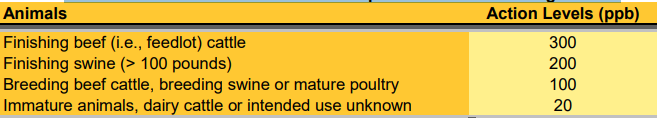 Animals Action Levels (ppb)
Finishing beef (i.e., feedlot) cattle 300
Finishing swine (> 100 pounds) 200
Breeding beef cattle, breeding swine or mature poultry 100
Immature animals, dairy cattle or intended use unknown 20